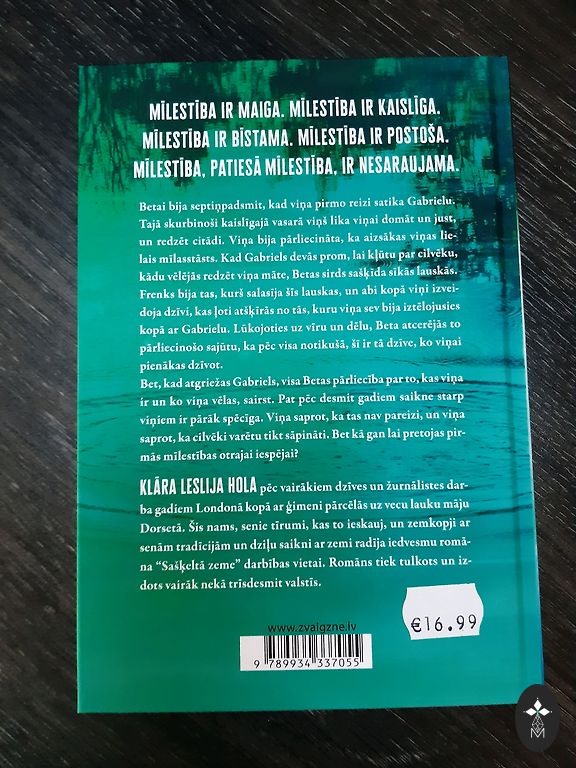 MĪLESTĪBA IR MAIGA. MĪLESTĪBA IR KAISLĪGA.
MĪLESTĪBA IR BĪSTAMA. MĪLESTĪBA IR POSTOŠA.
MĪLESTĪBA, PATIESĀ MĪLESTĪBA, IR NESARAUJAMA.
Betai bija septiņpadsmit, kad viņa pirmo reizi satika Gabrielu.
Tajā skurbinoši kaislīgajā vasarā viņš lika viņai domāt un just,
un redzēt citādi. Viņa bija pārliecināta, ka aizsākas viņas lie-
lais mīlasstāsts. Kad Gabriels devās prom, lai kļūtu par cilvēku,
kādu vēlējās redzēt viņa māte, Betas sirds sašķīda sīkās lauskās.
Frenks bija tas, kurš salasīja šīs lauskas, un abi kopā viņi izvei-
doja dzīvi, kas ļoti atšķīrās no tās, kuru viņa sev bija iztēlojusies
kopā ar Gabrielu. Lūkojoties uz vīru un dēlu, Beta atcerējās to
pārliecinošo sajūtu, ka pēc visa notikušā, šī ir tā dzīve, ko viņai
pienākas dzīvot.
Bet, kad atgriežas Gabriels, visa Betas pārliecība par to, kas viņa
ir un ko viņa vēlas, sairst. Pat pēc desmit gadiem saikne starp
viņiem ir pārāk spēcīga. Viņa saprot, ka tas nav pareizi, un viņa
saprot, ka cilvēki varētu tikt sāpināti. Bet kā gan lai pretojas pir-
mās mīlestības otrajai iespējai?
KLĀRA LESLIJA HOLA pēc vairākiem dzīves un žurnālistes dar-
ba gadiem Londonā kopā ar ģimeni pārcēlās uz vecu lauku māju
Dorsetā. Šis nams, senie tīrumi, kas to ieskauj, un zemkopji ar
senām tradīcijām un dziļu saikni ar zemi radīja iedvesmu romā-
na “Sašķeltā zeme” darbības vietai. Romāns tiek tulkots un iz-
dots vairāk nekā trīsdesmit valstīs.
€16.99
www.zvaigzne.lv
9 789934 337055
M